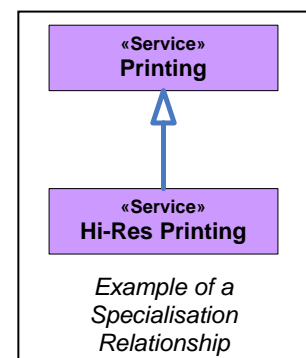 «Service»
Printing
«Service»
Hi-Res Printing
Example of a
Specialisation
Relationship